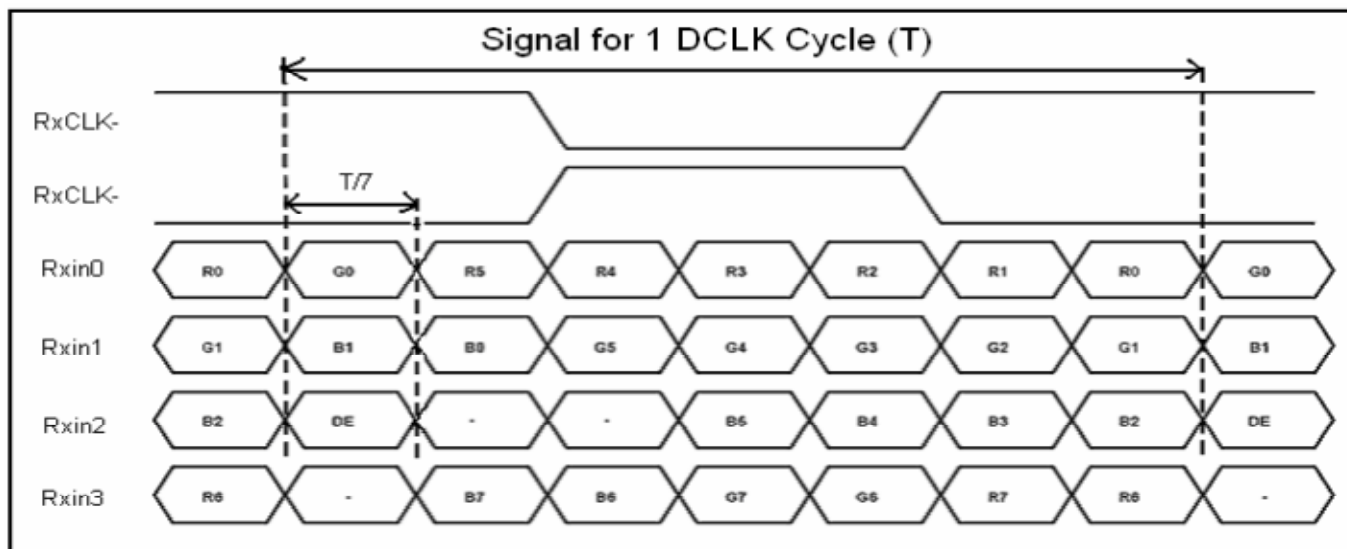 Signal for 1 DCLK Cycle (T)
RxCLK-
RxCLK-
T/7
Rxin0 R0 G0 R5 R4 R3 R2 R1 R0 G0
Rxin1 G1 B1 B0 G5 G4 G3 G2 G1 B1
Rxin2 B2 DE - - B5 B4 B3 B2 DE
Rxin3 R6 - B7 B6 G7 G6 R7 R6 -